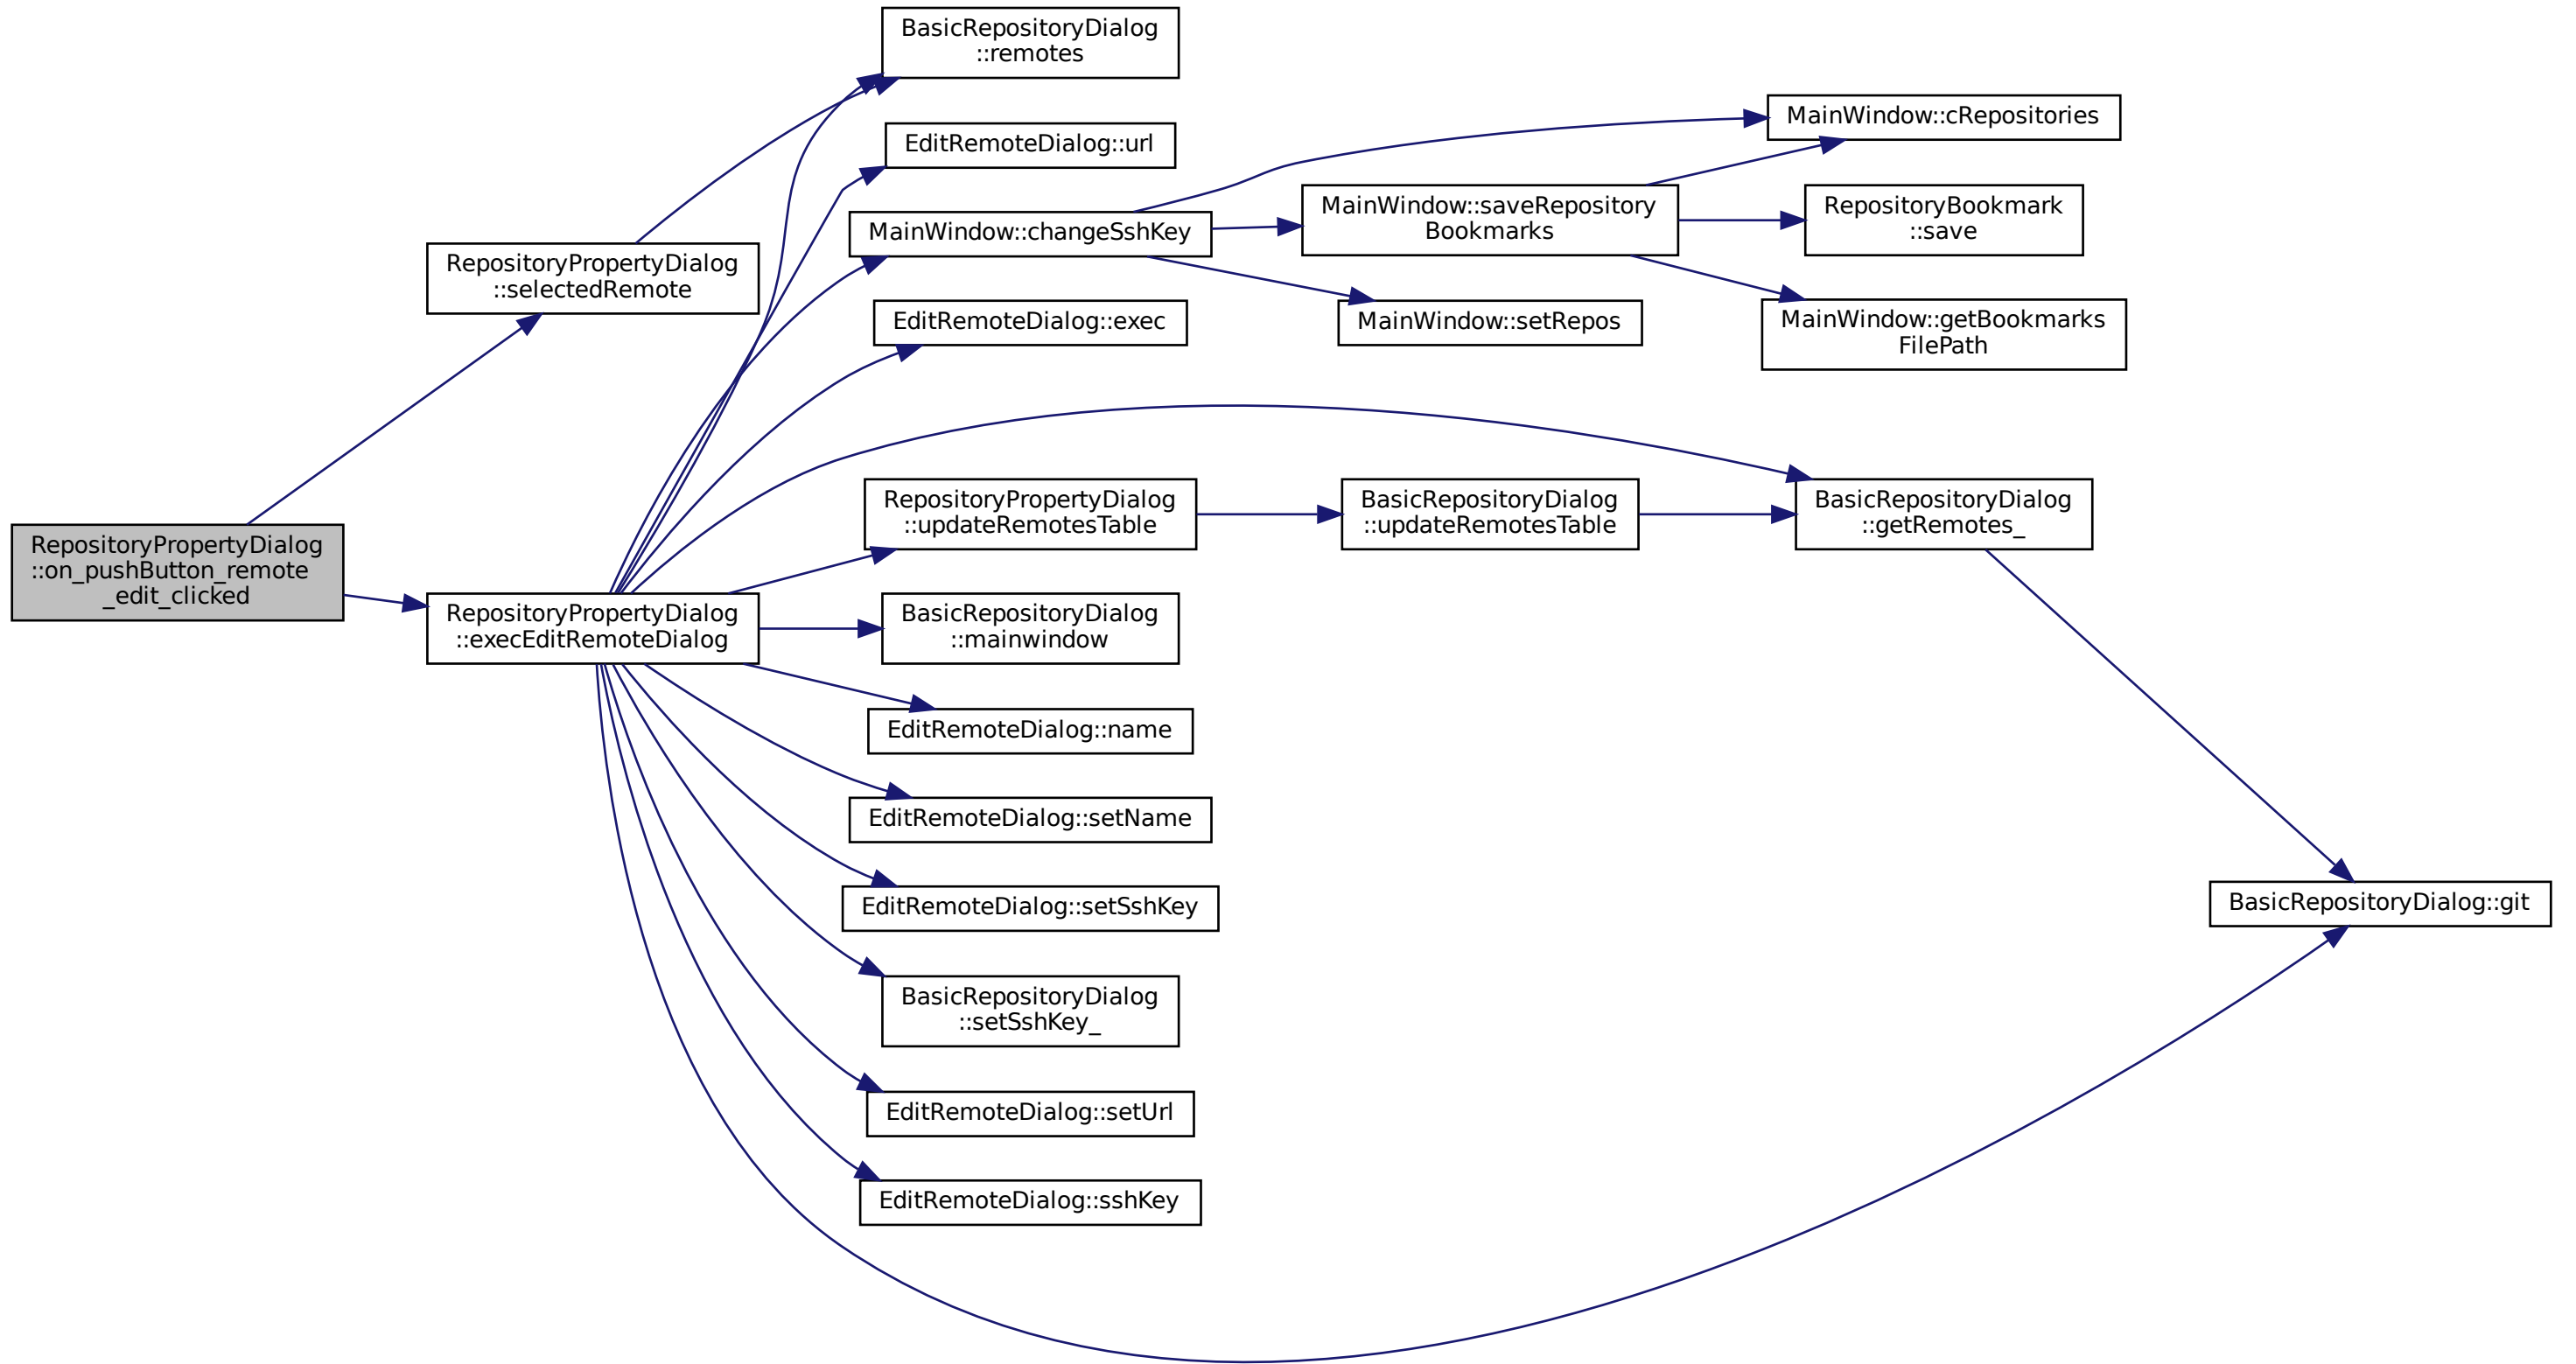 BasicRepositoryDialog
::remotes
MainWindow::cRepositories
EditRemoteDialog::url
MainWindow::saveRepository
Bookmarks
RepositoryBookmark
::save
MainWindow::changeSshKey
RepositoryPropertyDialog
::selectedRemote
EditRemoteDialog::exec
MainWindow::setRepos
MainWindow::getBookmarks
FilePath
RepositoryPropertyDialog
::updateRemotesTable
BasicRepositoryDialog
::updateRemotesTable
BasicRepositoryDialog
::getRemotes_
RepositoryPropertyDialog
::on_pushButton_remote
_edit_clicked
RepositoryPropertyDialog
::execEditRemoteDialog
BasicRepositoryDialog
::mainwindow
EditRemoteDialog::name
EditRemoteDialog::setName
EditRemoteDialog::setSshKey
BasicRepositoryDialog::git
BasicRepositoryDialog
::setSshKey_
EditRemoteDialog::setUrl
EditRemoteDialog::sshKey